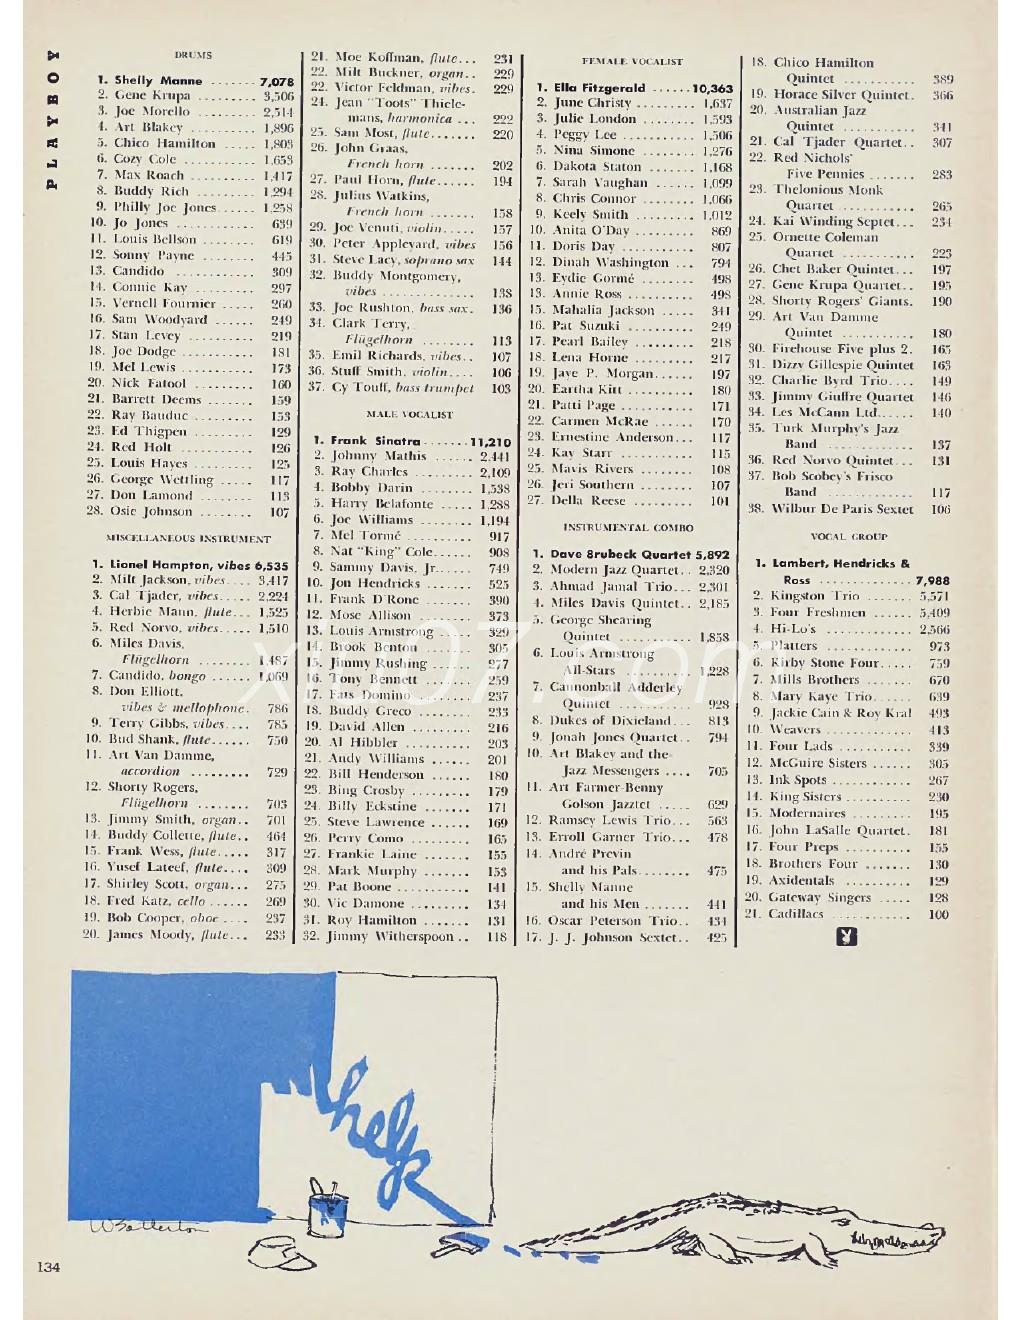 PLAYBOY
DRUMS
1. Shelly Manne ....... 7,078
2. Gene Krupa ......... 3,506
3. Joe Morello ........ 2,514
4. Art Blakey ......... 1,896
5. Chico Hamilton ..... 1,803
6. Cozy Cole .......... 1,653
7. Max Roach .......... 1,417
8. Buddy Rich ......... 1,294
9. Philly Joe Jones ...... 1,258
10. Jo Jones ........... 639
11. Louis Bellson ....... 619
12. Sonny Payne ........ 445
13. Candido ............ 309
14. Connie Kay ......... 297
15. Vernell Fournier ..... 260
16. Sam Woodyard ...... 249
17. Stan Levey ......... 219
18. Joe Dodge .......... 181
19. Mel Lewis .......... 173
20. Nick Fatool ......... 160
21. Barrett Deems ....... 159
22. Ray Bauduc ......... 153
23. Ed Thigpen ......... 129
24. Red Holt ........... 126
25. Louis Hayes ......... 125
26. George Wettling ..... 117
27. Don Lamond ........ 113
28. Osie Johnson ........ 107
MISCELLANEOUS INSTRUMENT
1. Lionel Hampton, vibes 6,535
2. Milt Jackson, vibes.... 3,417
3. Cal Tjader, vibes..... 2,224
4. Herbie Mann, flute... 1,525
5. Red Norvo, vibes..... 1,510
6. Miles Davis,
Flügelhorn ........ 1,487
7. Candido, bongo ...... 1,069
8. Don Elliott,
vibes & mellophone. 786
9. Terry Gibbs, vibes.... 785
10. Bud Shank, flute...... 750
11. Art Van Damme,
accordion ......... 729
12. Shorty Rogers,
Flügelhorn ........ 703
13. Jimmy Smith, organ.. 701
14. Buddy Collette, flute.. 464
15. Frank Wess, flute..... 317
16. Yusef Lateef, flute.... 309
17. Shirley Scott, organ... 275
18. Fred Katz, cello ...... 269
19. Bob Cooper, oboe .... 237
20. James Moody, flute... 233
21. Moe Koffman, flute... 231
22. Milt Buckner, organ.. 229
22. Victor Feldman, vibes. 229
24. Jean "Toots" Thiele-
mans, harmonica ... 222
25. Sam Most, flute....... 220
26. John Graas,
French horn ....... 202
27. Paul Horn, flute...... 194
28. Julius Watkins,
French horn ....... 158
29. Joe Venuti, violin..... 157
30. Peter Appleyard, vibes 156
31. Steve Lacy, soprano sax 144
32. Buddy Montgomery,
vibes ............. 138
33. Joe Rushton, bass sax. 136
34. Clark Terry,
Flügelhorn ........ 113
35. Emil Richards, vibes.. 107
36. Stuff Smith, violin.... 106
37. Cy Touff, bass trumpet 103
MALE VOCALIST
1. Frank Sinatra ....... 11,210
2. Johnny Mathis ...... 2,441
3. Ray Charles ........ 2,109
4. Bobby Darin ........ 1,538
5. Harry Belafonte ..... 1,288
6. Joe Williams ........ 1,194
7. Mel Tormé ......... 917
8. Nat "King" Cole...... 908
9. Sammy Davis, Jr...... 749
10. Jon Hendricks ....... 525
11. Frank D'Rone ....... 390
12. Mose Allison ........ 373
13. Louis Armstrong ..... 329
14. Brook Benton ....... 305
15. Jimmy Rushing ...... 277
16. Tony Bennett ....... 259
17. Fats Domino ........ 237
18. Buddy Greco ........ 233
19. David Allen ........ 216
20. Al Hibbler .......... 203
21. Andy Williams ...... 201
22. Bill Henderson ...... 180
23. Bing Crosby ........ 179
24. Billy Eckstine ....... 171
25. Steve Lawrence ...... 169
26. Perry Como ........ 165
27. Frankie Laine ....... 155
28. Mark Murphy ....... 153
29. Pat Boone .......... 141
30. Vic Damone ........ 134
31. Roy Hamilton ....... 131
32. Jimmy Witherspoon .. 118
FEMALE VOCALIST
1. Ella Fitzgerald ...... 10,363
2. June Christy ........ 1,637
3. Julie London ........ 1,593
4. Peggy Lee .......... 1,506
5. Nina Simone ........ 1,276
6. Dakota Staton ....... 1,168
7. Sarah Vaughan ...... 1,099
8. Chris Connor ....... 1,066
9. Keely Smith ........ 1,012
10. Anita O'Day ........ 869
11. Doris Day .......... 807
12. Dinah Washington ... 794
13. Eydie Gormé ....... 498
13. Annie Ross ......... 498
15. Mahalia Jackson ..... 341
16. Pat Suzuki .......... 249
17. Pearl Bailey ......... 218
18. Lena Horne ......... 217
19. Jaye P. Morgan...... 197
20. Eartha Kitt ......... 180
21. Patti Page .......... 171
22. Carmen McRae ...... 170
23. Ernestine Anderson... 117
24. Kay Starr .......... 115
25. Mavis Rivers ........ 108
26. Jeri Southern ....... 107
27. Della Reese ......... 101
INSTRUMENTAL COMBO
1. Dave Brubeck Quartet 5,892
2. Modern Jazz Quartet.. 2,320
3. Ahmad Jamal Trio... 2,301
4. Miles Davis Quintet.. 2,185
5. George Shearing
Quintet ........... 1,858
6. Louis Armstrong
All-Stars .......... 1,228
7. Cannonball Adderley
Quintet ........... 928
8. Dukes of Dixieland... 813
9. Jonah Jones Quartet.. 794
10. Art Blakey and the
Jazz Messengers .... 705
11. Art Farmer-Benny
Golson Jazztet ..... 629
12. Ramsey Lewis Trio... 563
13. Erroll Garner Trio... 478
14. André Previn
and his Pals........ 475
15. Shelly Manne
and his Men ....... 441
16. Oscar Peterson Trio.. 434
17. J. J. Johnson Sextet.. 425
18. Chico Hamilton
Quintet ........... 389
19. Horace Silver Quintet. 366
20. Australian Jazz
Quintet ........... 341
21. Cal Tjader Quartet.. 307
22. Red Nichols'
Five Pennies ....... 283
23. Thelonious Monk
Quartet ........... 265
24. Kai Winding Septet... 234
25. Ornette Coleman
Quartet ........... 223
26. Chet Baker Quintet... 197
27. Gene Krupa Quartet.. 195
28. Shorty Rogers' Giants. 190
29. Art Van Damme
Quintet ........... 180
30. Firehouse Five plus 2. 165
31. Dizzy Gillespie Quintet 163
32. Charlie Byrd Trio.... 149
33. Jimmy Giuffre Quartet 146
34. Les McCann Ltd...... 140
35. Turk Murphy's Jazz
Band ............. 137
36. Red Norvo Quintet... 131
37. Bob Scobey's Frisco
Band ............. 117
38. Wilbur De Paris Sextet 106
VOCAL GROUP
1. Lambert, Hendricks &
Ross ............. 7,988
2. Kingston Trio ....... 5,571
3. Four Freshmen ...... 5,409
4. Hi-Lo's ............ 2,566
5. Platters ............ 973
6. Kirby Stone Four..... 759
7. Mills Brothers ....... 670
8. Mary Kaye Trio...... 639
9. Jackie Cain & Roy Kral 493
10. Weavers ............ 413
11. Four Lads .......... 339
12. McGuire Sisters ..... 305
13. Ink Spots ........... 267
14. King Sisters ......... 230
15. Modernaires ........ 195
16. John LaSalle Quartet. 181
17. Four Preps ......... 155
18. Brothers Four ....... 130
19. Axidentals ......... 129
20. Gateway Singers ..... 128
21. Cadillacs ........... 100
help
134